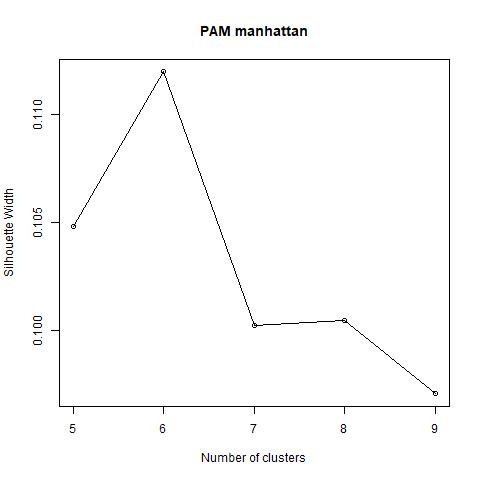 PAM manhattan
Silhouette Width
0.110
0.105
0.100
5 6 7 8 9
Number of clusters